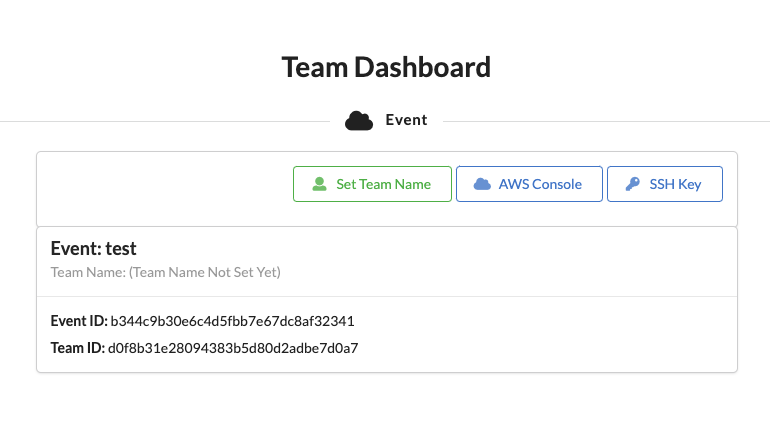 Team Dashboard
Event
Set Team Name
AWS Console
SSH Key
Event: test
Team Name: (Team Name Not Set Yet)
Event ID: b344c9b30e6c4d5fbb7e67dc8af32341
Team ID: d0f8b31e28094383b5d80d2adbe7d0a7